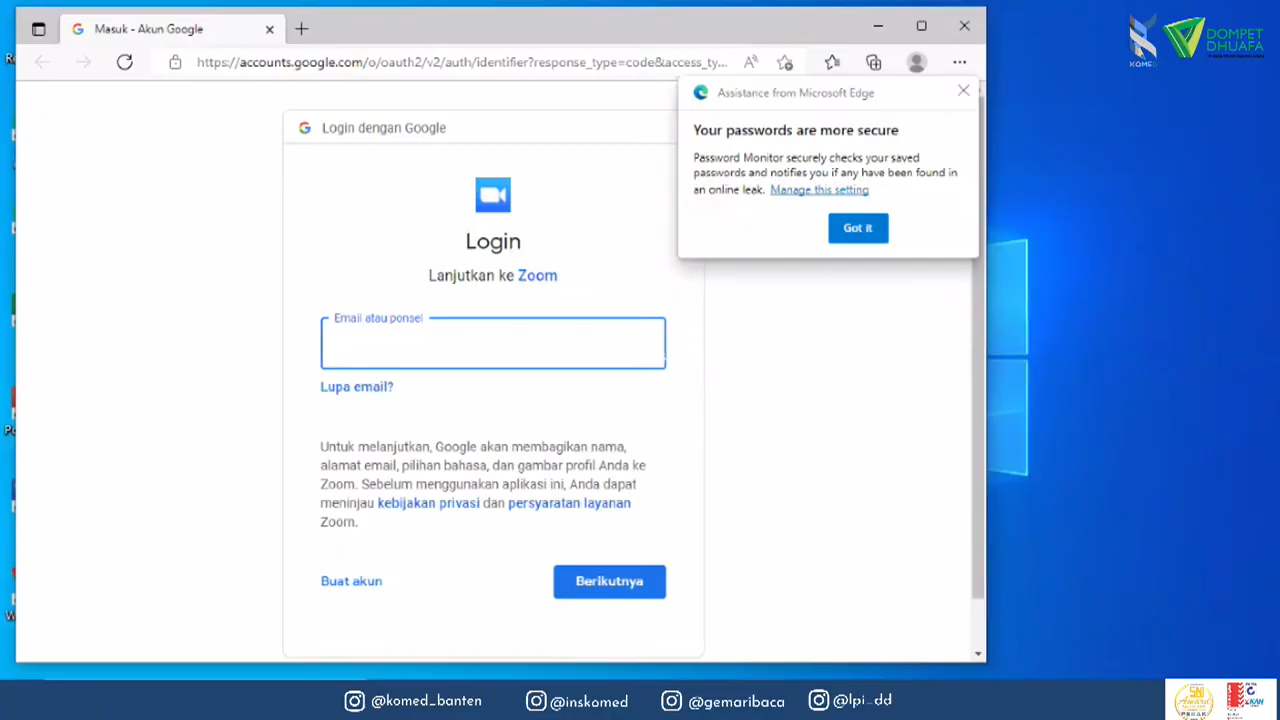 Masuk - Akun Google
https://accounts.google.com/o/oauth2/v2/auth/identifier?response_type=code&access_ty...
KOMED
DOMPET
DHUAFA
Assistance from Microsoft Edge
Your passwords are more secure
Password Monitor securely checks your saved
passwords and notifies you if any have been found in
an online leak. Manage this setting
Got it
Login dengan Google
Login
Lanjutkan ke Zoom
Email atau ponsel
Lupa email?
Untuk melanjutkan, Google akan membagikan nama,
alamat email, pilihan bahasa, dan gambar profil Anda ke
Zoom. Sebelum menggunakan aplikasi ini, Anda dapat
meninjau kebijakan privasi dan persyaratan layanan
Zoom.
Buat akun
Berikutnya
@komed_banten
@inskomed
@gemaribaca
@lpi_dd
SNI
Award
PERAK
KAN